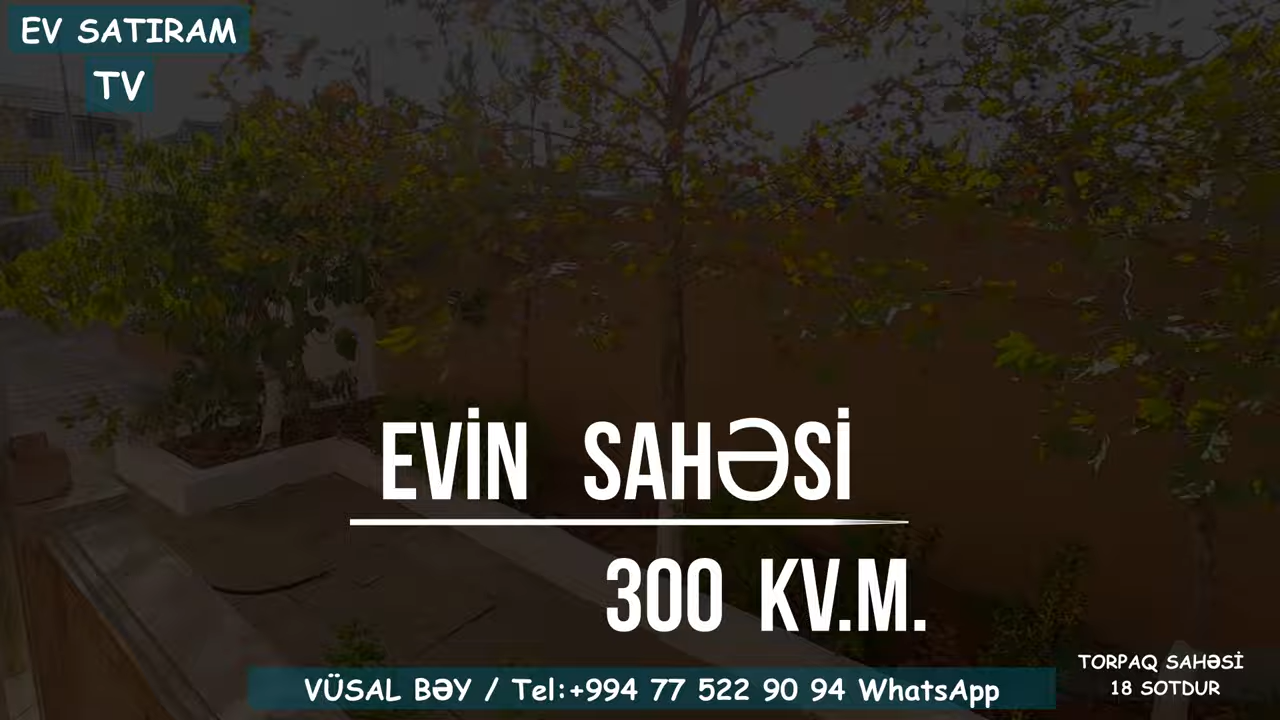 EV SATIRAM
TV
EVİN SAHƏSİ
300 KV.M.
TORPAQ SAHƏSİ
18 SOTDUR
VÜSAL BƏY / Tel:+994 77 522 90 94 WhatsApp